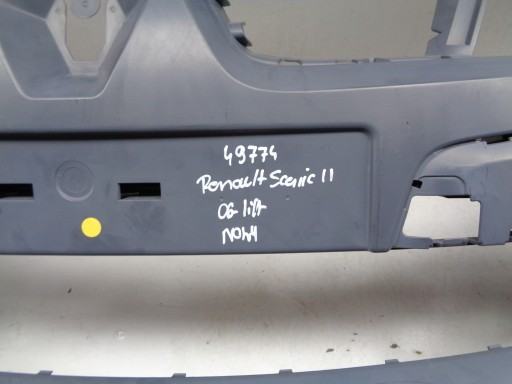 49774
Renault Scenic II
06- lift
NOWY